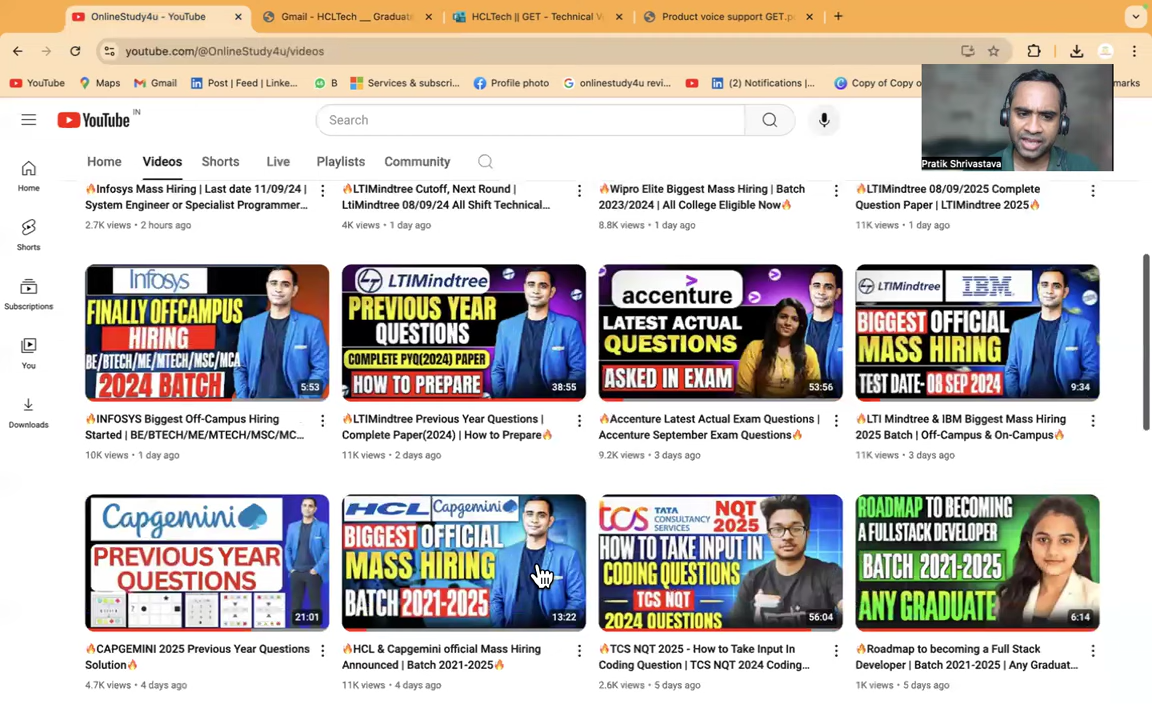 OnlineStudy4u - YouTube
Gmail - HCLTech __ Graduat
HCLTech || GET - Technical V
Product voice support GET.p
youtube.com/@OnlineStudy4u/videos
YouTube
Maps
Gmail
Post | Feed | Linke...
B
Services & subscri...
Profile photo
onlinestudy4u revi...
(2) Notifications |...
Copy of Copy o
marks
YouTube IN
Search
Pratik Shrivastava
Home
Videos
Shorts
Live
Playlists
Community
Home
Shorts
Subscriptions
You
Downloads
🔥Infosys Mass Hiring | Last date 11/09/24 |
System Engineer or Specialist Programmer...
2.7K views • 2 hours ago
🔥LTIMindtree Cutoff, Next Round |
LtiMindtree 08/09/24 All Shift Technical...
4K views • 1 day ago
🔥Wipro Elite Biggest Mass Hiring | Batch
2023/2024 | All College Eligible Now🔥
8.8K views • 1 day ago
🔥LTIMindtree 08/09/2025 Complete
Question Paper | LTIMindtree 2025🔥
11K views • 1 day ago
Infosys
FINALLY OFFCAMPUS
HIRING
BE/BTECH/ME/MTECH/MSC/MCA
2024 BATCH
5:53
🔥INFOSYS Biggest Off-Campus Hiring
Started | BE/BTECH/ME/MTECH/MSC/MC...
10K views • 1 day ago
LTIMindtree
PREVIOUS YEAR
QUESTIONS
COMPLETE PYQ(2024) PAPER
HOW TO PREPARE
38:55
🔥LTIMindtree Previous Year Questions |
Complete Paper(2024) | How to Prepare🔥
11K views • 2 days ago
accenture
LATEST ACTUAL
QUESTIONS
ASKED IN EXAM
53:56
🔥Accenture Latest Actual Exam Questions |
Accenture September Exam Questions🔥
9.2K views • 3 days ago
LTIMindtree IBM
BIGGEST OFFICIAL
MASS HIRING
TEST DATE- 08 SEP 2024
9:34
🔥LTI Mindtree & IBM Biggest Mass Hiring
2025 Batch | Off-Campus & On-Campus🔥
11K views • 3 days ago
Capgemini
PREVIOUS YEAR
QUESTIONS
21:01
🔥CAPGEMINI 2025 Previous Year Questions
Solution🔥
4.7K views • 4 days ago
HCL Capgemini
BIGGEST OFFICIAL
MASS HIRING
BATCH 2021-2025
13:22
🔥HCL & Capgemini official Mass Hiring
Announced | Batch 2021-2025🔥
11K views • 4 days ago
tcs TATA CONSULTANCY SERVICES NQT 2025
HOW TO TAKE INPUT IN
CODING QUESTIONS
TCS NQT
2024 QUESTIONS
56:04
🔥TCS NQT 2025 - How to Take Input In
Coding Question | TCS NQT 2024 Coding...
2.6K views • 5 days ago
ROADMAP TO BECOMING
A FULLSTACK DEVELOPER
BATCH 2021-2025
ANY GRADUATE
6:14
🔥Roadmap to becoming a Full Stack
Developer | Batch 2021-2025 | Any Graduat...
1K views • 5 days ago